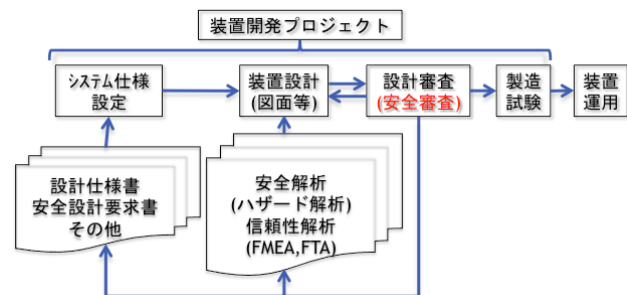 装置開発プロジェクト
ｼｽﾃﾑ仕様
設定
装置設計
(図面等)
設計審査
(安全審査)
製造
試験
装置
運用
設計仕様書
安全設計要求書
その他
安全解析
(ハザード解析)
信頼性解析
(FMEA,FTA)